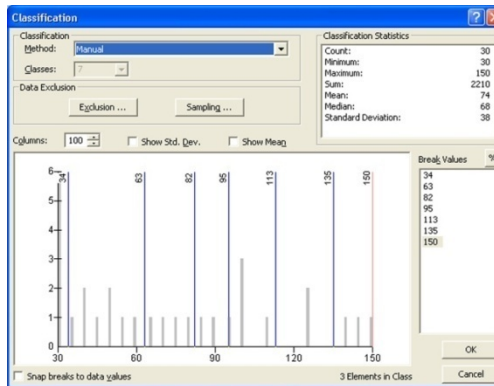 Classification
Classification
Method: Manual
Classes: 7
Data Exclusion
Exclusion ... Sampling ...
Classification Statistics
Count: 30
Minimum: 30
Maximum: 150
Sum: 2210
Mean: 74
Median: 68
Standard Deviation: 38
Columns: 100 Show Std. Dev. Show Mean
Break Values %
34
63
82
95
113
135
150
34 63 82 95 113 135 150
6
5
4
3
2
1
0
30 60 90 120 150
Snap breaks to data values
3 Elements in Class
OK
Cancel